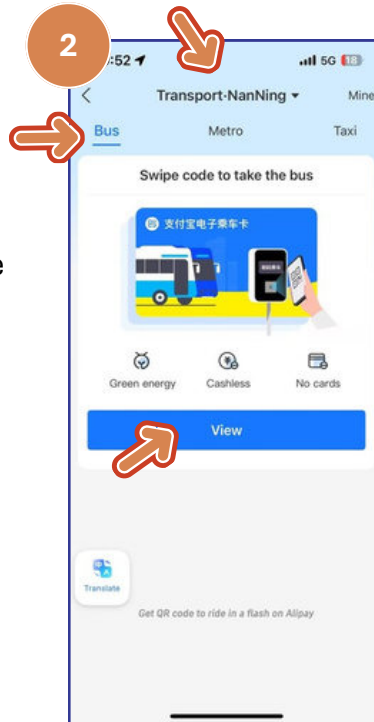 2
:52
5G 18
Transport·NanNing
Mine
Bus
Metro
Taxi
Swipe code to take the bus
支付宝电子乘车卡
e
Green energy
Cashless
No cards
View
Translate
Get QR code to ride in a flash on Alipay